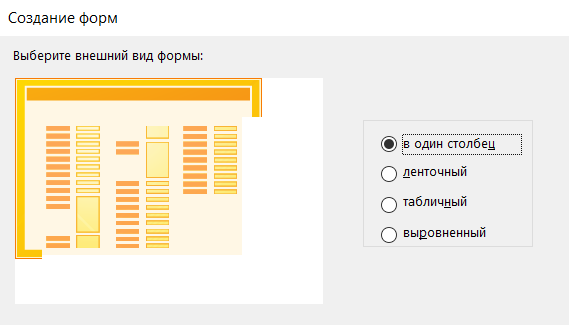 Создание форм
Выберите внешний вид формы:
в один столбец
ленточный
табличный
выровненный